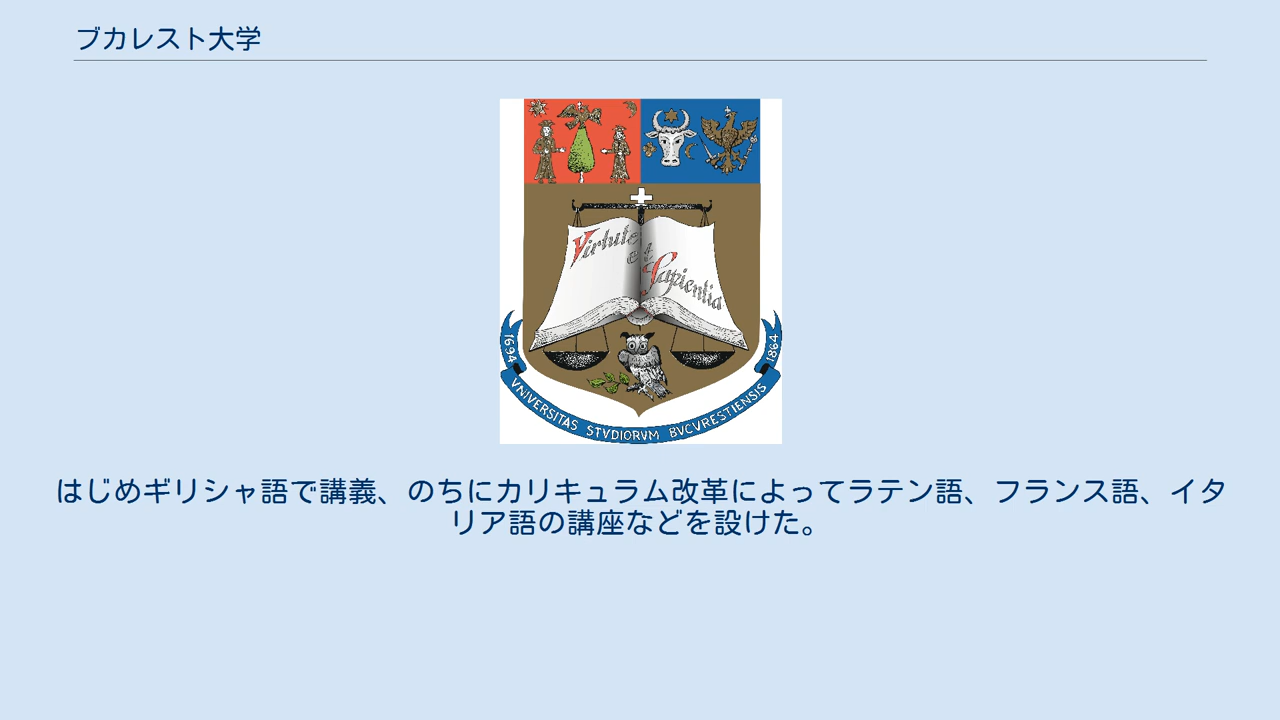 ブカレスト大学
Virtute
et
Sapientia
1694
1864
VNIVERSITAS STVDIORVM BVCVRESTIENSIS
はじめギリシャ語で講義、のちにカリキュラム改革によってラテン語、フランス語、イタ
リア語の講座などを設けた。